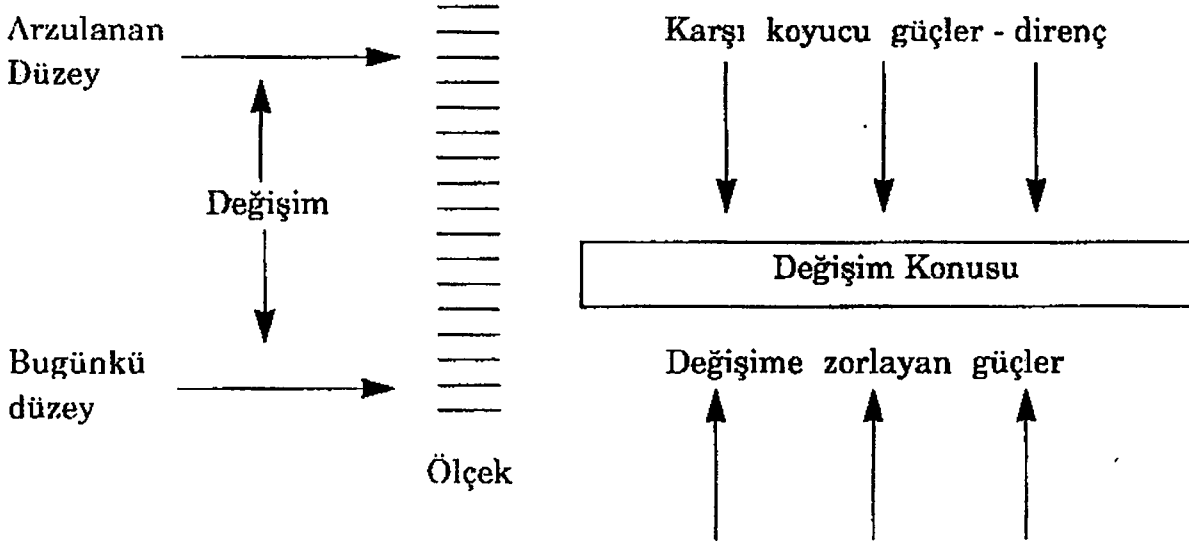 Arzulanan
Düzey
Değişim
Bugünkü
düzey
Ölçek
Karşı koyucu güçler - direnç
Değişim Konusu
Değişime zorlayan güçler